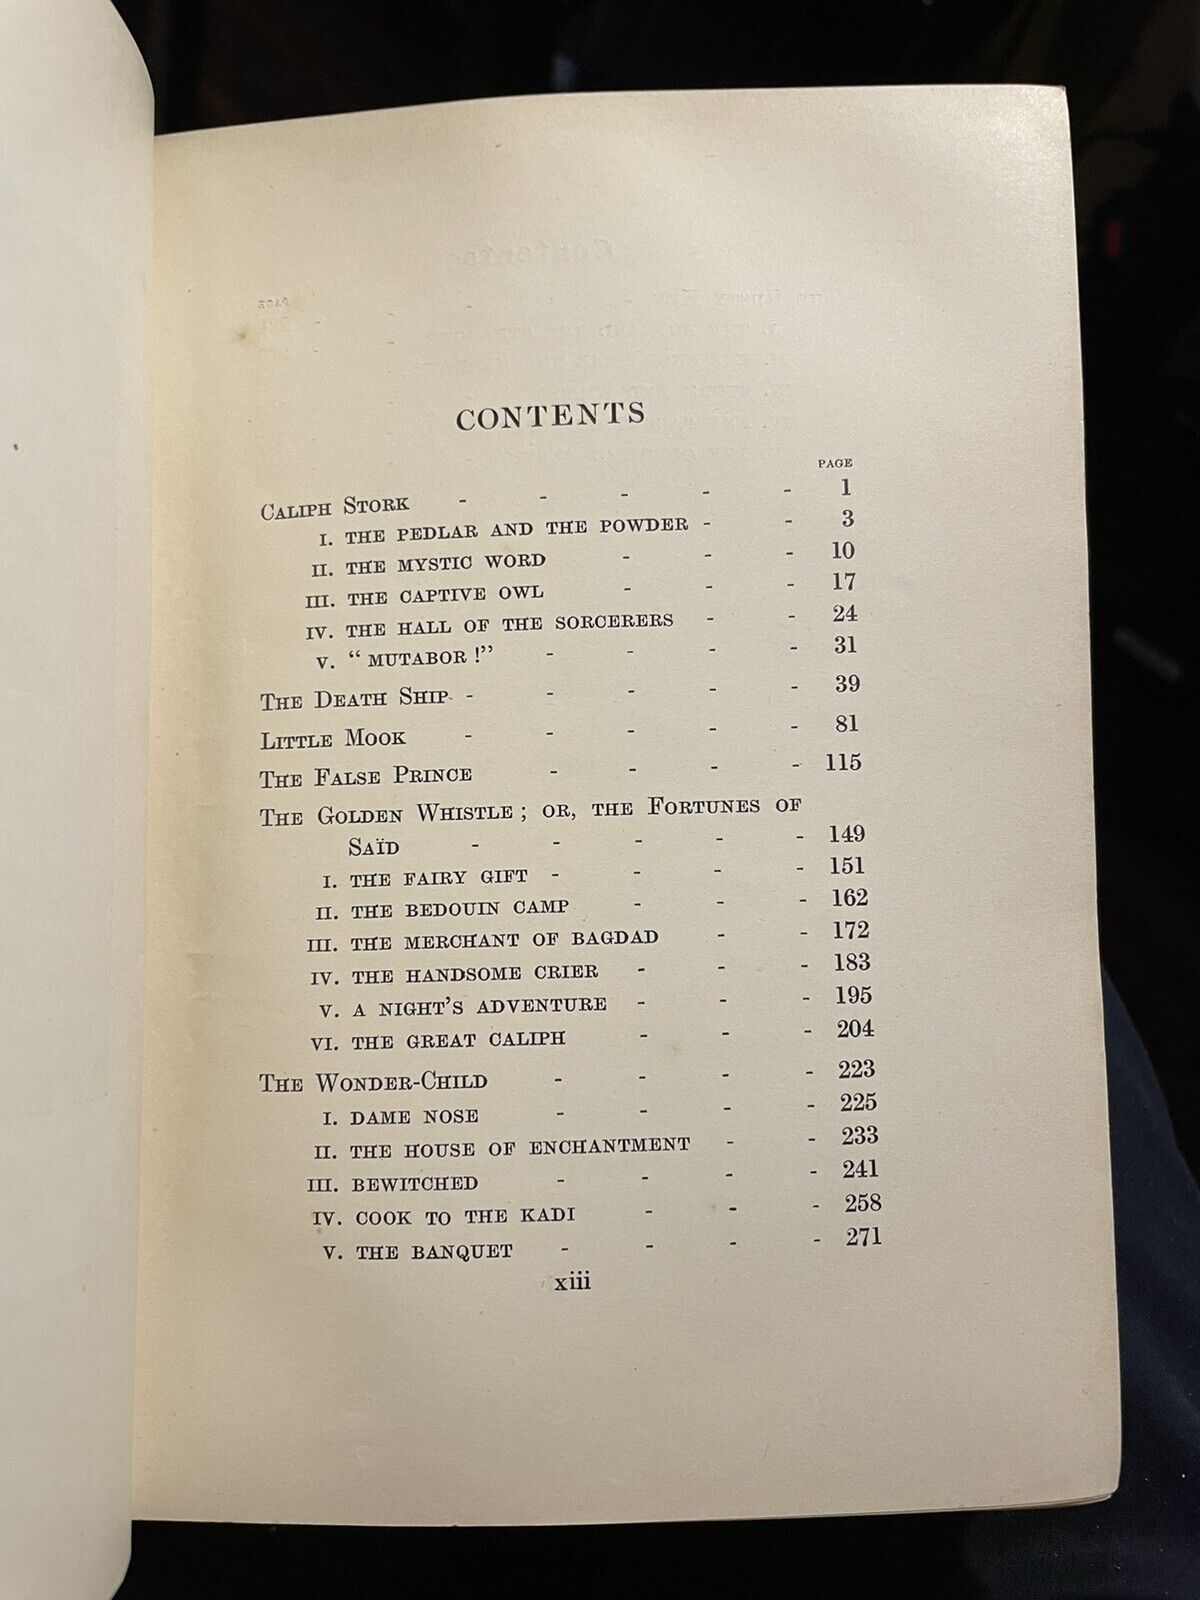 CONTENTS
PAGE
CALIPH STORK - - - - - 1
I. THE PEDLAR AND THE POWDER - - 3
II. THE MYSTIC WORD - - - 10
III. THE CAPTIVE OWL - - - 17
IV. THE HALL OF THE SORCERERS - - 24
V. “ MUTABOR !” - - - - 31
THE DEATH SHIP - - - - - 39
LITTLE MOOK - - - - - 81
THE FALSE PRINCE - - - - 115
THE GOLDEN WHISTLE ; OR, THE FORTUNES OF
SAÏD - - - - - 149
I. THE FAIRY GIFT - - - - 151
II. THE BEDOUIN CAMP - - - 162
III. THE MERCHANT OF BAGDAD - - 172
IV. THE HANDSOME CRIER - - - 183
V. A NIGHT'S ADVENTURE - - - 195
VI. THE GREAT CALIPH - - - 204
THE WONDER-CHILD - - - - 223
I. DAME NOSE - - - - 225
II. THE HOUSE OF ENCHANTMENT - - 233
III. BEWITCHED - - - - 241
IV. COOK TO THE KADI - - - 258
V. THE BANQUET - - - - 271
xiii